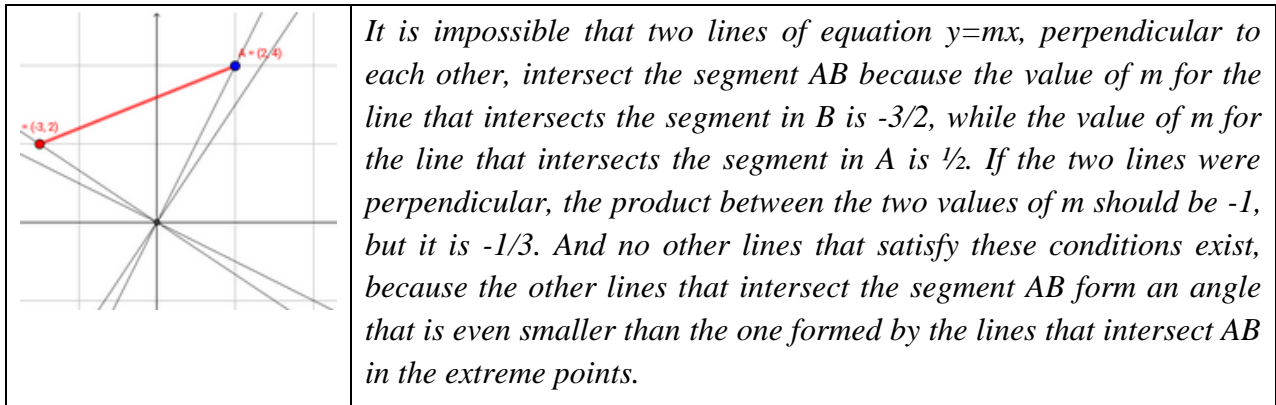 A = (2, 4)
= (-3, 2)
It is impossible that two lines of equation y=mx, perpendicular to
each other, intersect the segment AB because the value of m for the
line that intersects the segment in B is -3/2, while the value of m for
the line that intersects the segment in A is ½. If the two lines were
perpendicular, the product between the two values of m should be -1,
but it is -1/3. And no other lines that satisfy these conditions exist,
because the other lines that intersect the segment AB form an angle
that is even smaller than the one formed by the lines that intersect AB
in the extreme points.